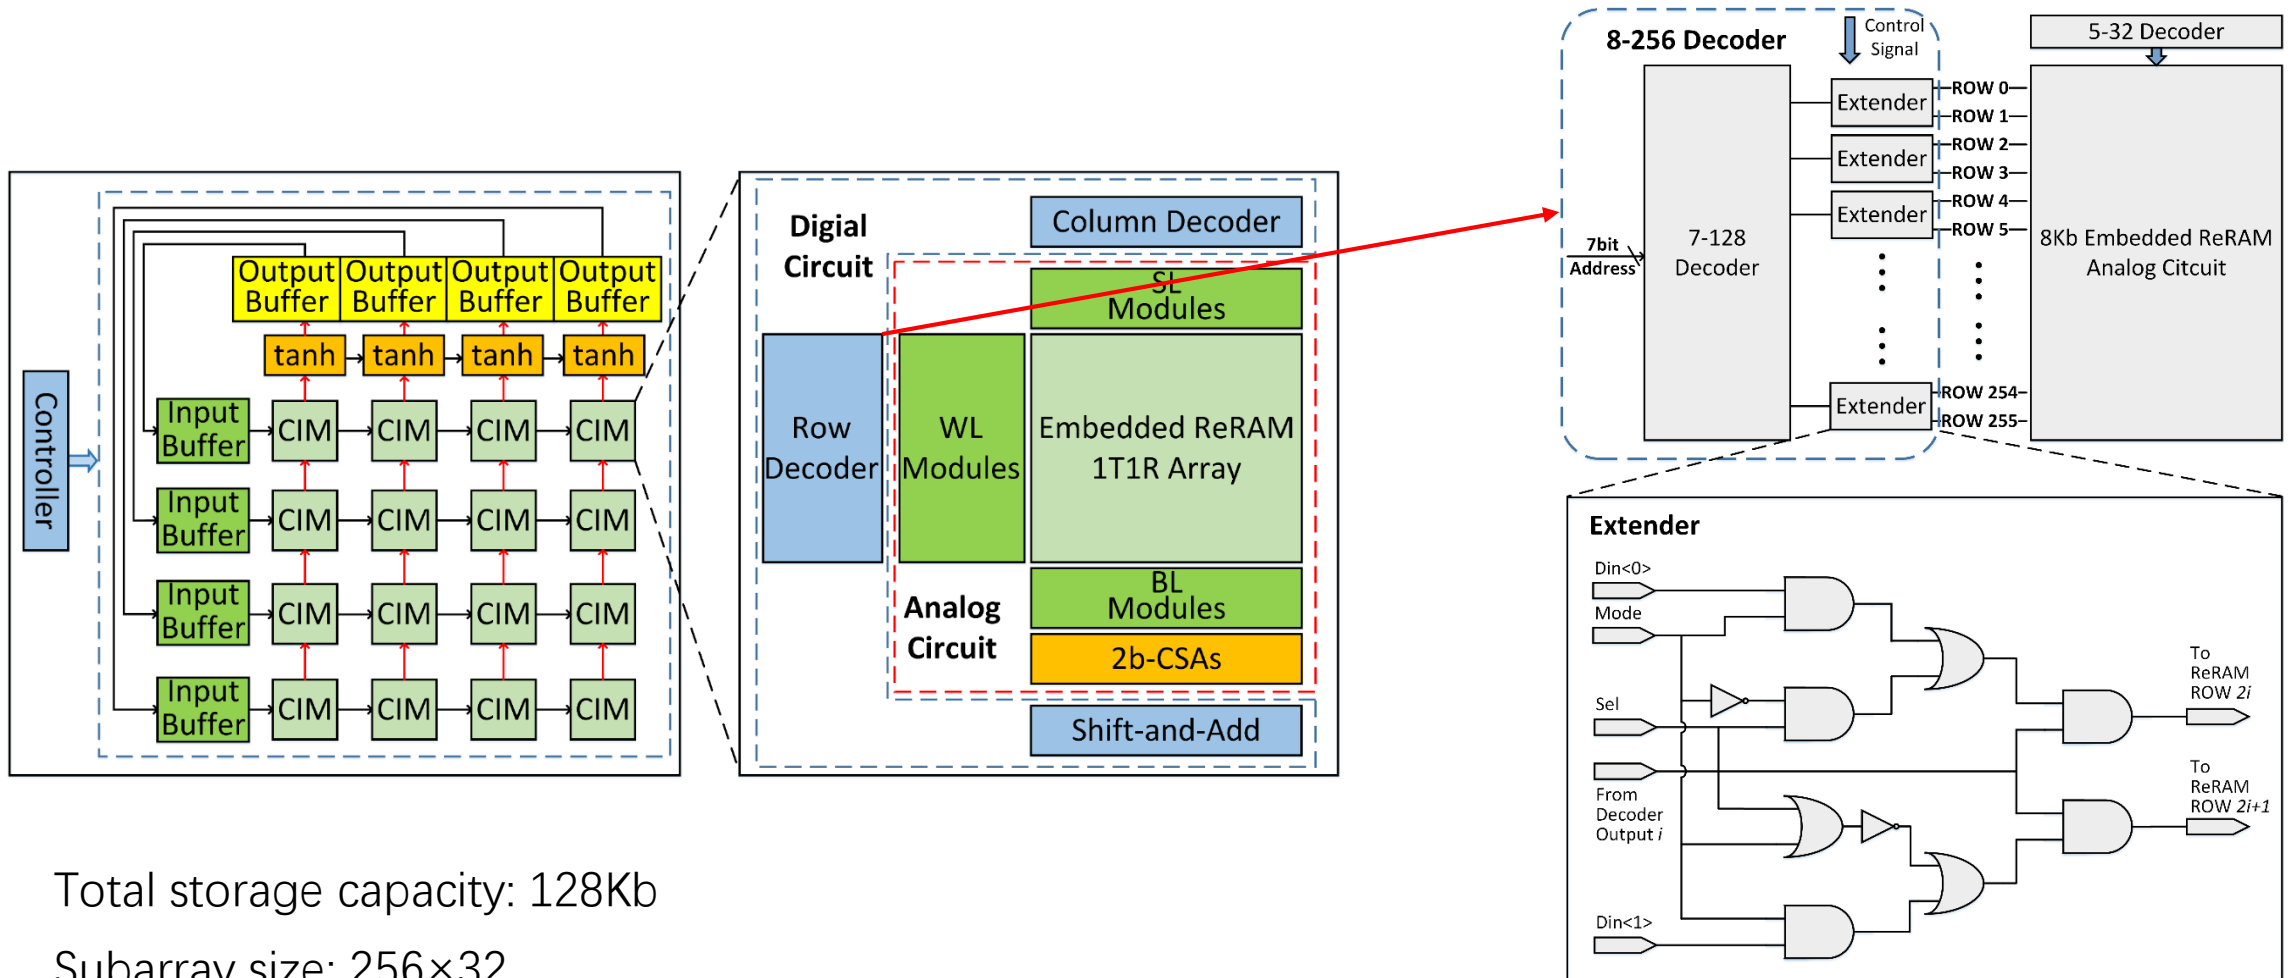 Controller
Output
Buffer
Output
Buffer
Output
Buffer
Output
Buffer
tanh
tanh
tanh
tanh
Input
Buffer
CIM
CIM
CIM
CIM
Input
Buffer
CIM
CIM
CIM
CIM
Input
Buffer
CIM
CIM
CIM
CIM
Input
Buffer
CIM
CIM
CIM
CIM
Digial
Circuit
Column Decoder
SL
Modules
Row
Decoder
WL
Modules
Embedded ReRAM
1T1R Array
BL
Modules
Analog
Circuit
2b-CSAs
Shift-and-Add
8-256 Decoder
Control
Signal
5-32 Decoder
7bit
Address
7-128
Decoder
Extender
Extender
Extender
Extender
ROW 0
ROW 1
ROW 2
ROW 3
ROW 4
ROW 5
ROW 254
ROW 255
8Kb Embedded ReRAM
Analog Citcuit
Extender
Din<0>
Mode
Sel
From
Decoder
Output i
Din<1>
To
ReRAM
ROW 2i
To
ReRAM
ROW 2i+1
Total storage capacity: 128Kb
Subarray size: 256×32